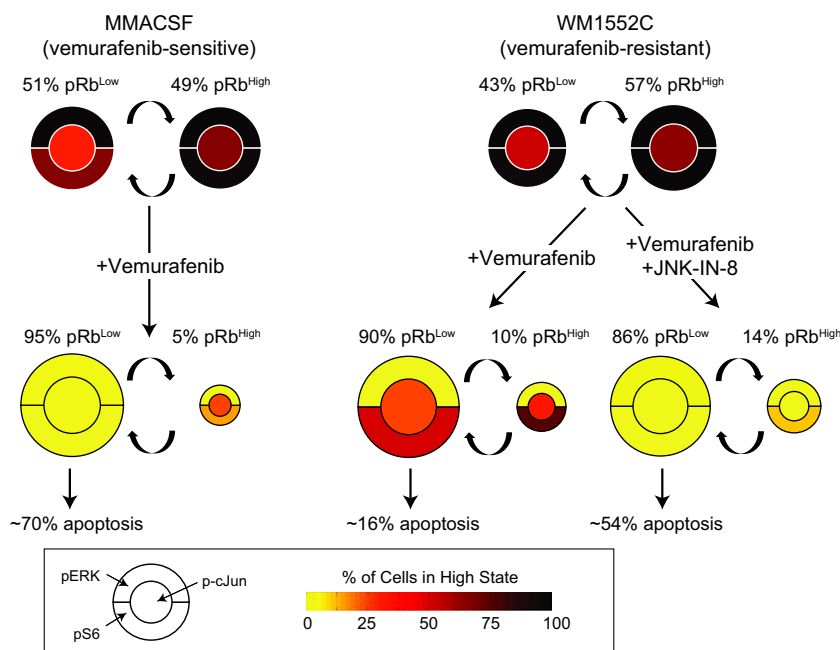 MMACSF
(vemurafenib-sensitive)
51% pRbLow
49% pRbHigh
+Vemurafenib
95% pRbLow
5% pRbHigh
~70% apoptosis
WM1552C
(vemurafenib-resistant)
43% pRbLow
57% pRbHigh
+Vemurafenib
+Vemurafenib
+JNK-IN-8
90% pRbLow
10% pRbHigh
86% pRbLow
14% pRbHigh
~16% apoptosis
~54% apoptosis
pERK
p-cJun
pS6
% of Cells in High State
0 25 50 75 100